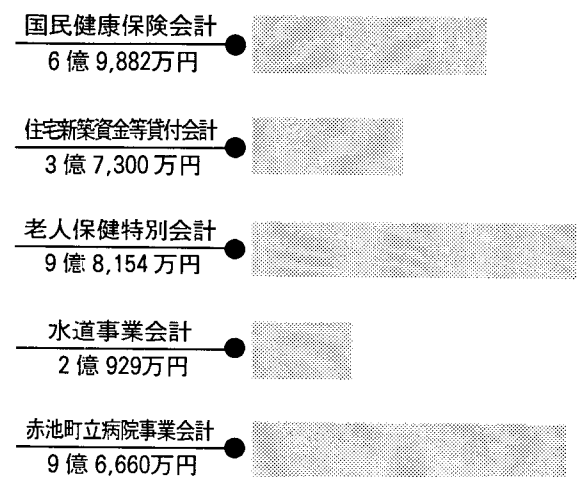 国民健康保険会計
6億9,882万円
住宅新築資金等貸付会計
3億7,300万円
老人保健特別会計
9億8,154万円
水道事業会計
2億929万円
赤池町立病院事業会計
9億6,660万円